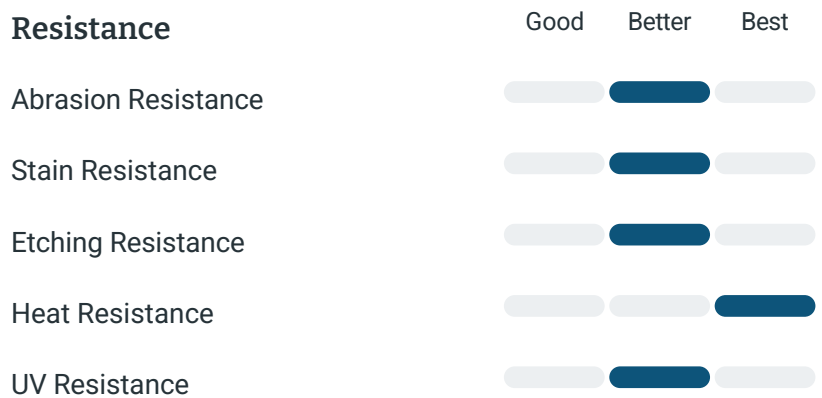 Resistance Good Better Best
Abrasion Resistance
Stain Resistance
Etching Resistance
Heat Resistance
UV Resistance